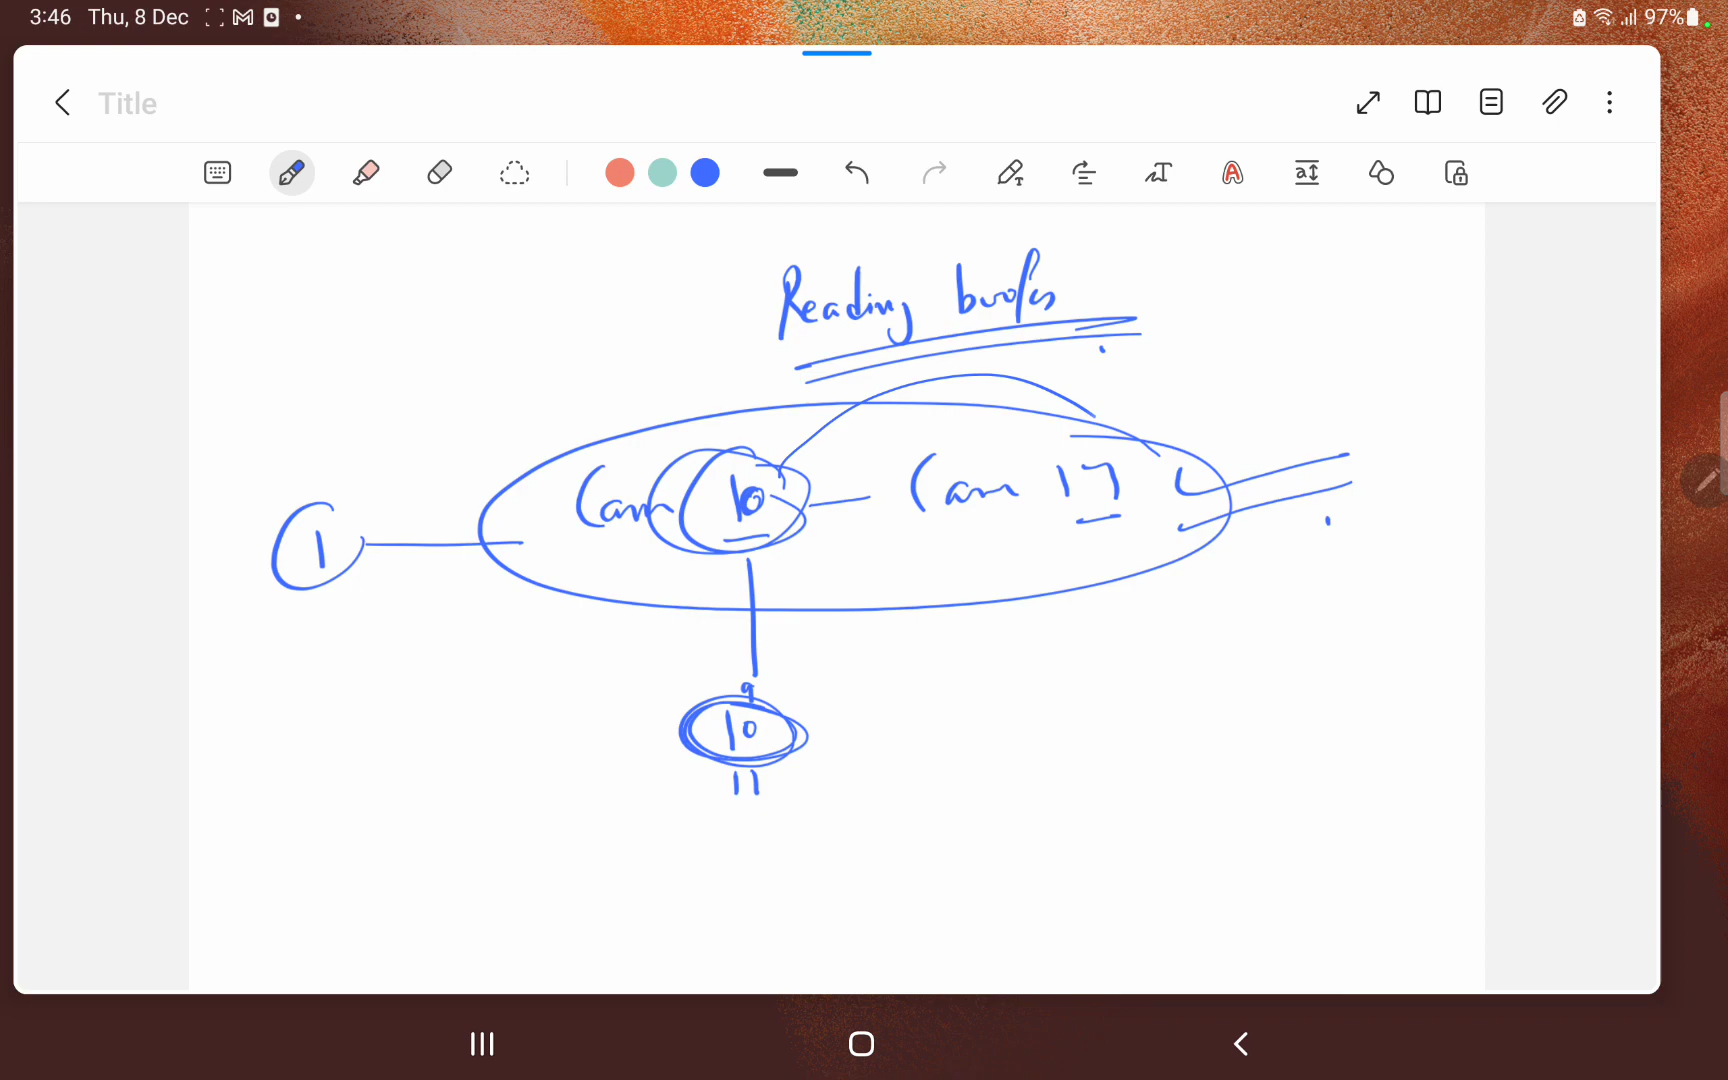 3:46 Thu, 8 Dec 97%
Title
Reading books
Cam 10 — Cam 17
1
9
10
11